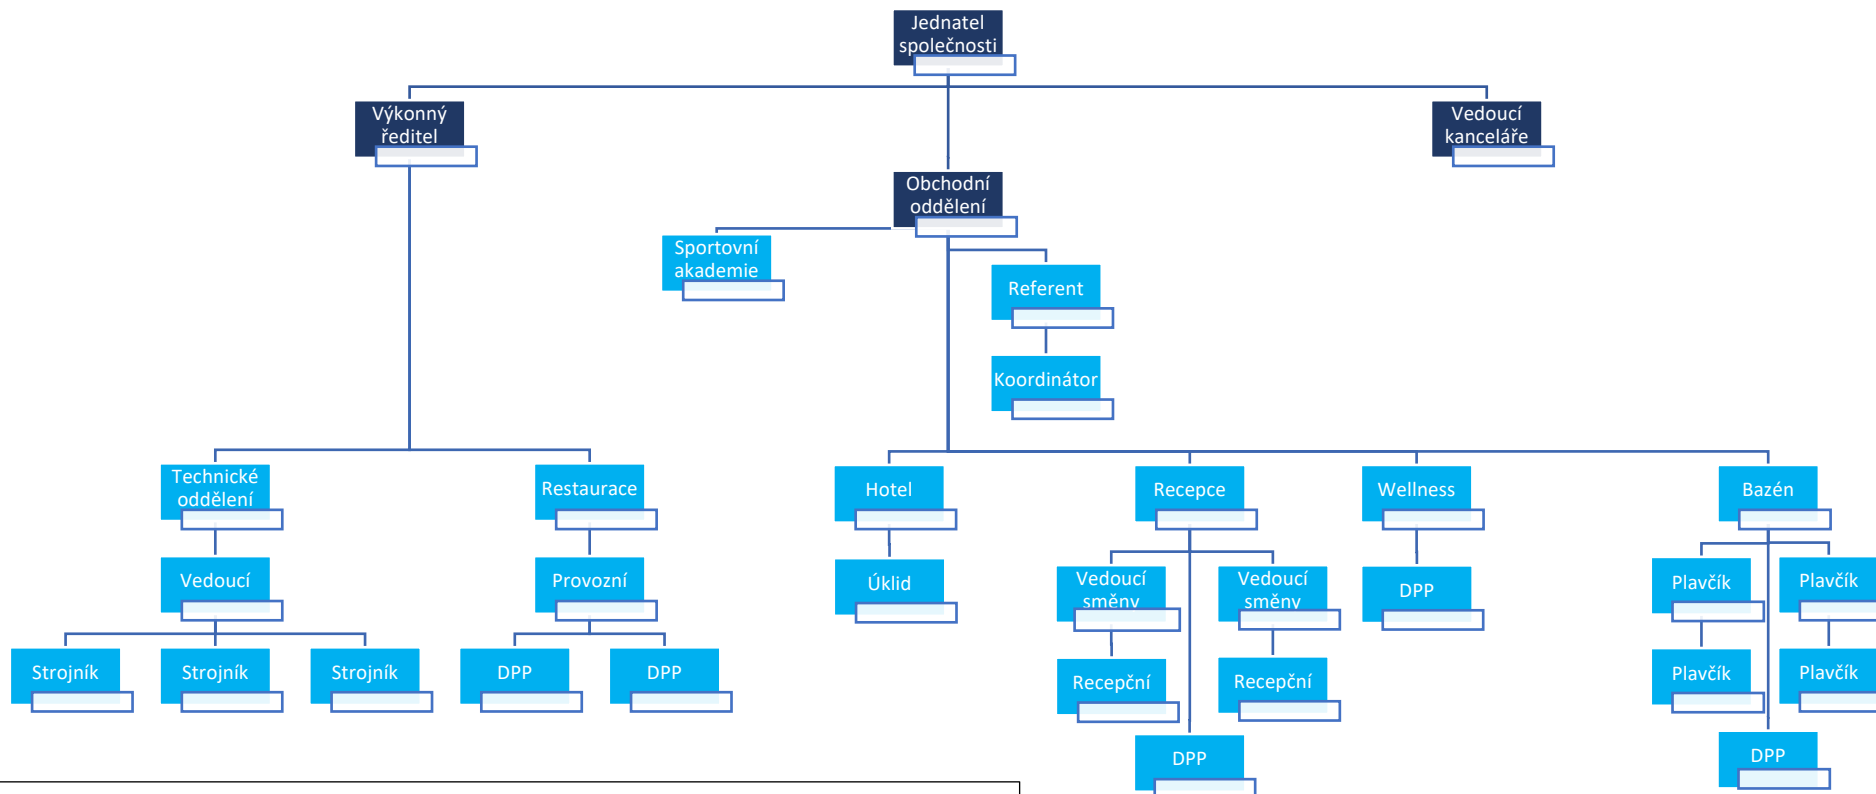 Jednatel
společnosti
Výkonný
ředitel
Vedoucí
kanceláře
Obchodní
oddělení
Sportovní
akademie
Referent
Koordinátor
Technické
oddělení
Restaurace
Hotel
Recepce
Wellness
Bazén
Vedoucí
Provozní
Úklid
Vedoucí
směny
Vedoucí
směny
DPP
Plavčík
Plavčík
Strojník
Strojník
Strojník
DPP
DPP
Recepční
Recepční
Plavčík
Plavčík
DPP
DPP